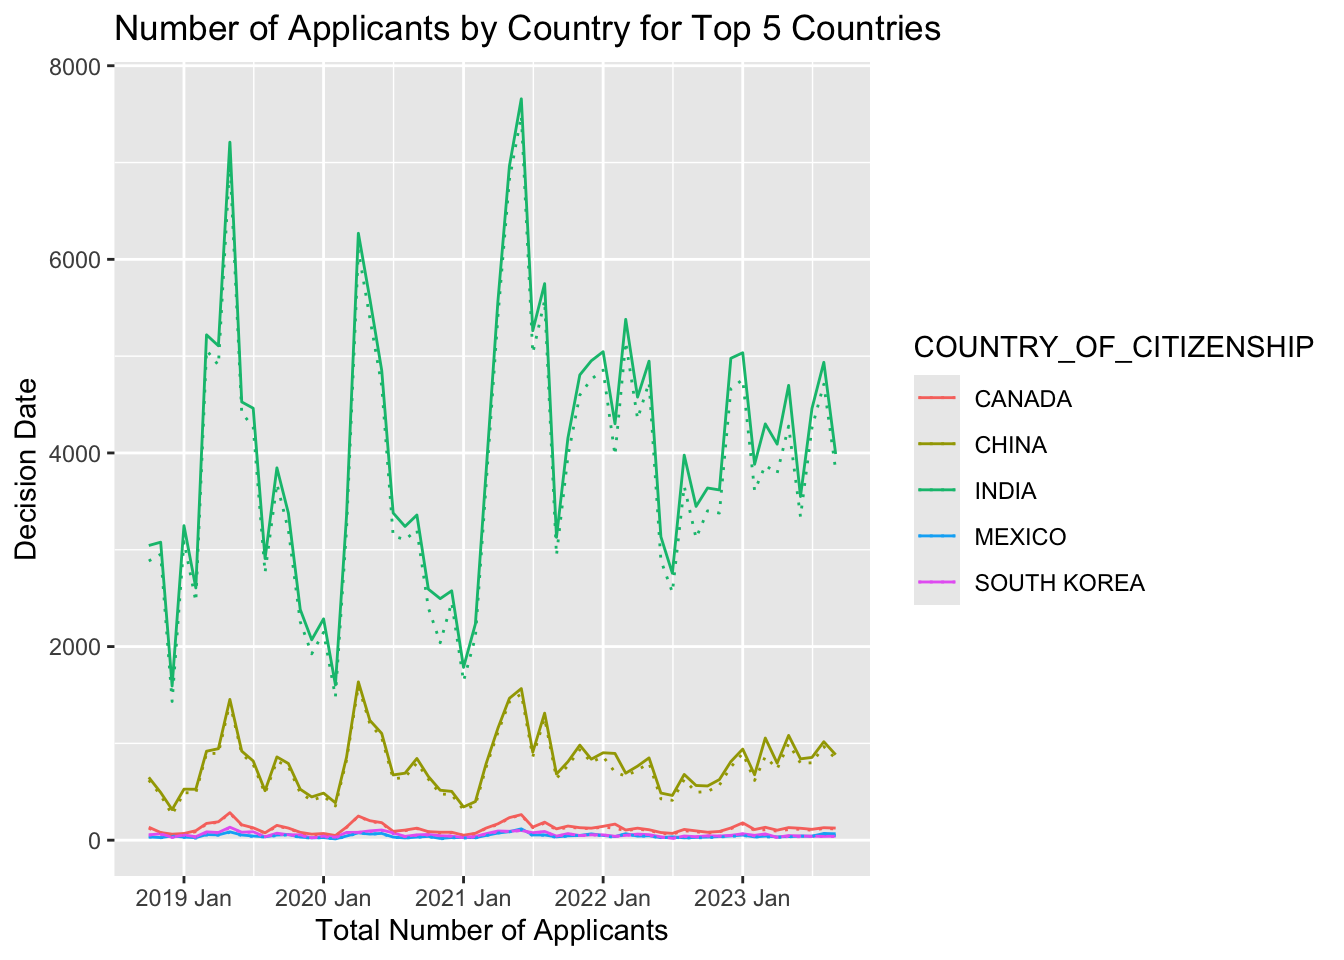 Number of Applicants by Country for Top 5 Countries
8000
6000
4000
2000
0
Decision Date
2019 Jan
2020 Jan
2021 Jan
2022 Jan
2023 Jan
Total Number of Applicants
COUNTRY_OF_CITIZENSHIP
CANADA
CHINA
INDIA
MEXICO
SOUTH KOREA